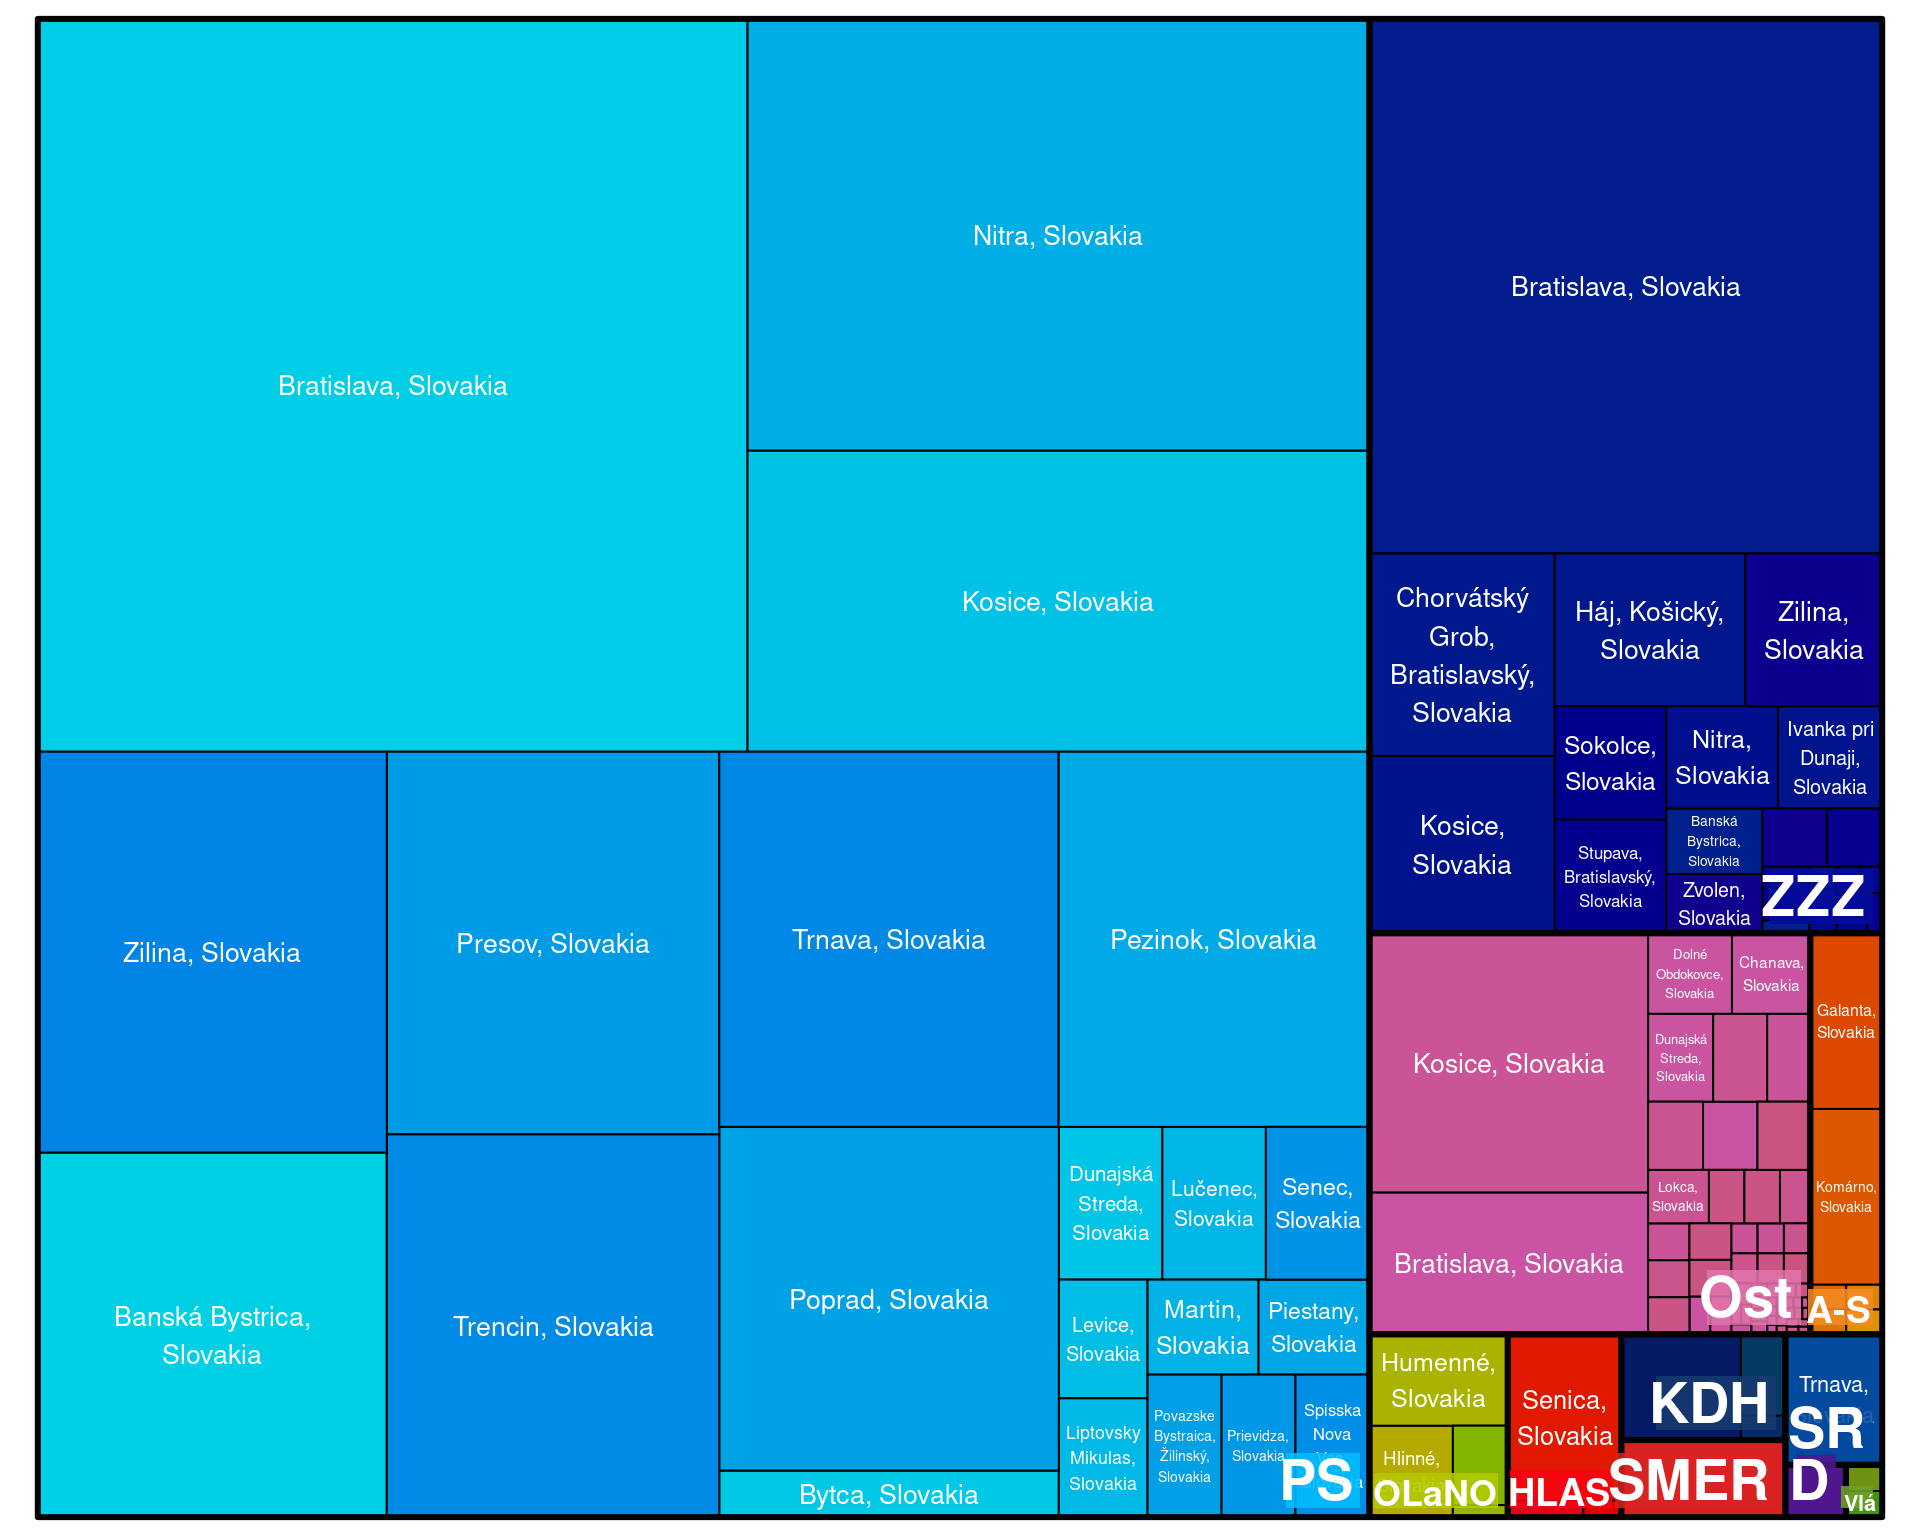 Bratislava, Slovakia
Nitra, Slovakia
Kosice, Slovakia
Zilina, Slovakia
Presov, Slovakia
Trnava, Slovakia
Pezinok, Slovakia
Banská Bystrica,
Slovakia
Trencin, Slovakia
Poprad, Slovakia
Bytca, Slovakia
Dunajská
Streda,
Slovakia
Lučenec,
Slovakia
Senec,
Slovakia
Levice,
Slovakia
Martin,
Slovakia
Piestany,
Slovakia
Liptovsky
Mikulas,
Slovakia
Povazske
Bystraica,
Žilinský,
Slovakia
Prievidza,
Slovakia
Spisska
Nova
PS
Bratislava, Slovakia
Chorvátský
Grob,
Bratislavský,
Slovakia
Háj, Košický,
Slovakia
Zilina,
Slovakia
Kosice,
Slovakia
Sokolce,
Slovakia
Nitra,
Slovakia
Ivanka pri
Dunaji,
Slovakia
Stupava,
Bratislavský,
Slovakia
Banská
Bystrica,
Slovakia
Zvolen,
Slovakia
ZZZ
Kosice, Slovakia
Bratislava, Slovakia
Dolné
Obdokovce,
Slovakia
Chanava,
Slovakia
Dunajská
Streda,
Slovakia
Lokca,
Slovakia
Ost
Galanta,
Slovakia
Komárno,
Slovakia
A-S
Humenné,
Slovakia
Hlinné,
OLaNO
Senica,
Slovakia
HLAS
KDH
SMER
Trnava,
SR
D
Vlá